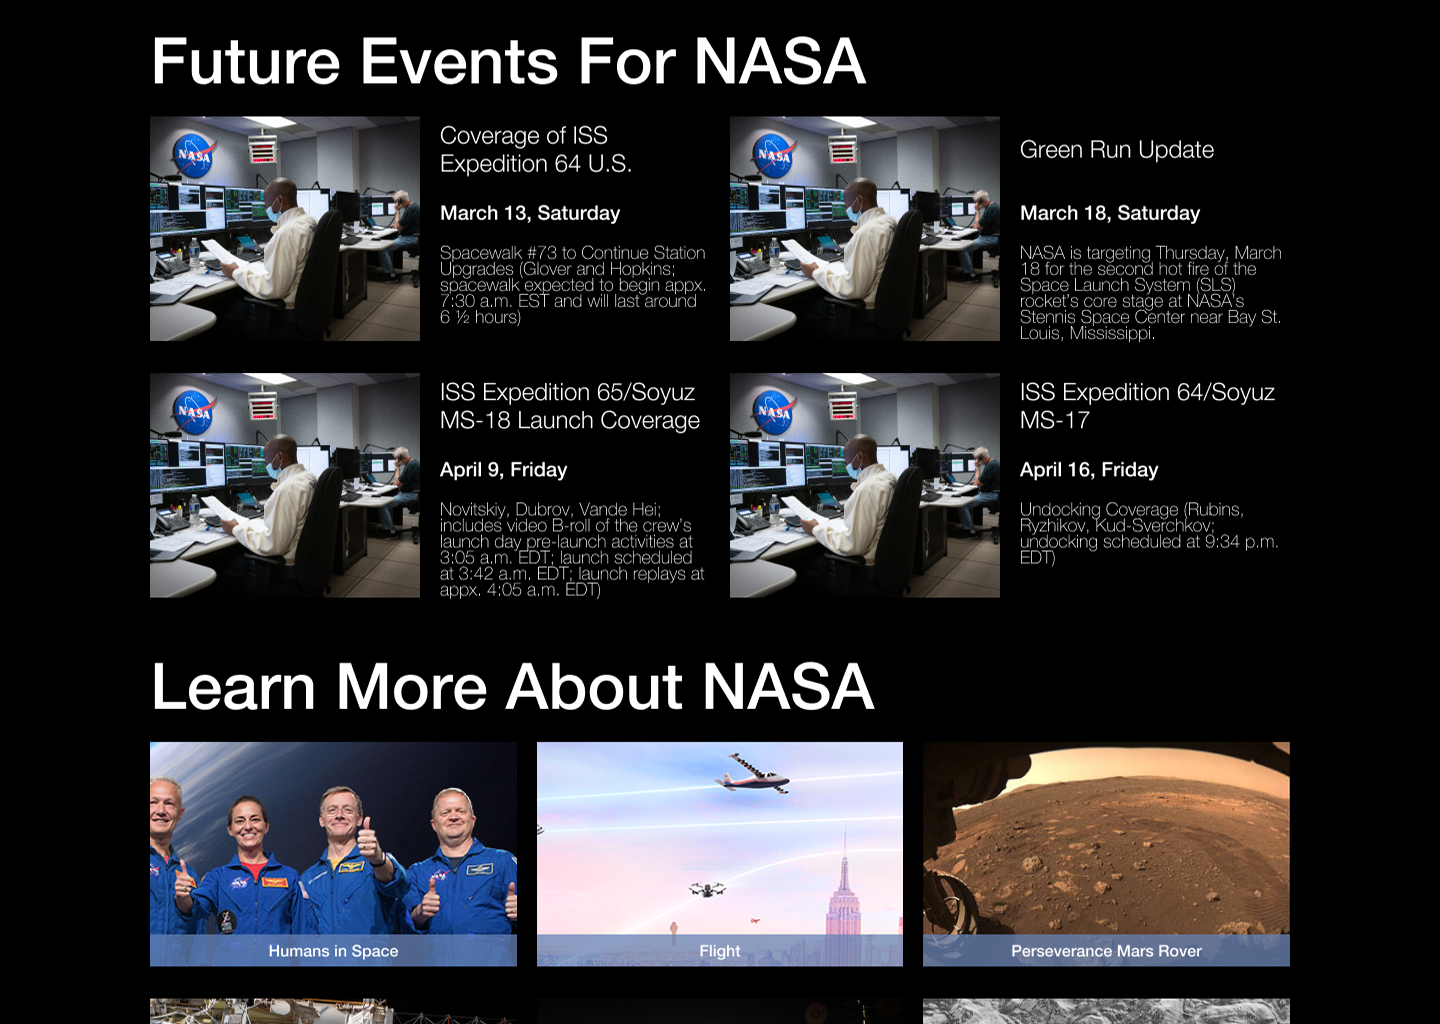 Future Events For NASA
NASA
Coverage of ISS
Expedition 64 U.S.
March 13, Saturday
Spacewalk #73 to Continue Station
Upgrades (Glover and Hopkins;
spacewalk expected to begin appx.
7:30 a.m. EST and will last around
6 ½ hours)
NASA
Green Run Update
March 18, Saturday
NASA is targeting Thursday, March
18 for the second hot fire of the
Space Launch System (SLS)
rocket’s core stage at NASA’s
Stennis Space Center near Bay St.
Louis, Mississippi.
NASA
ISS Expedition 65/Soyuz
MS-18 Launch Coverage
April 9, Friday
Novitskiy, Dubrov, Vande Hei;
includes video B-roll of the crew’s
launch day pre-launch activities at
3:05 a.m. EDT; launch scheduled
at 3:42 a.m. EDT; launch replays at
appx. 4:05 a.m. EDT)
NASA
ISS Expedition 64/Soyuz
MS-17
April 16, Friday
Undocking Coverage (Rubins,
Ryzhikov, Kud-Sverchkov;
undocking scheduled at 9:34 p.m.
EDT)
Learn More About NASA
Humans in Space
Flight
Perseverance Mars Rover